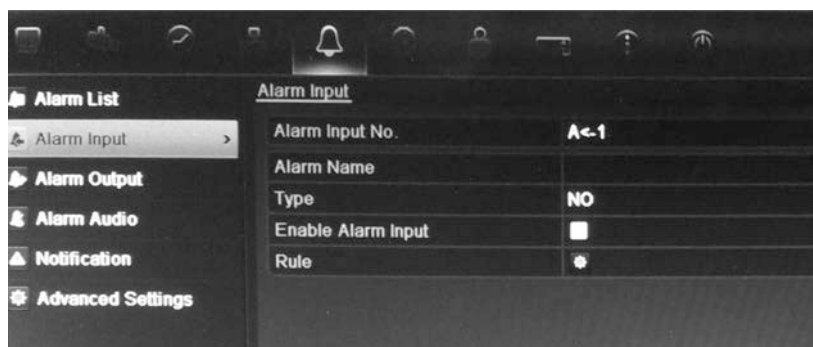 Alarm List
Alarm Input
Alarm Output
Alarm Audio
Notification
Advanced Settings
Alarm Input
Alarm Input No. A<-1
Alarm Name
Type NO
Enable Alarm Input
Rule